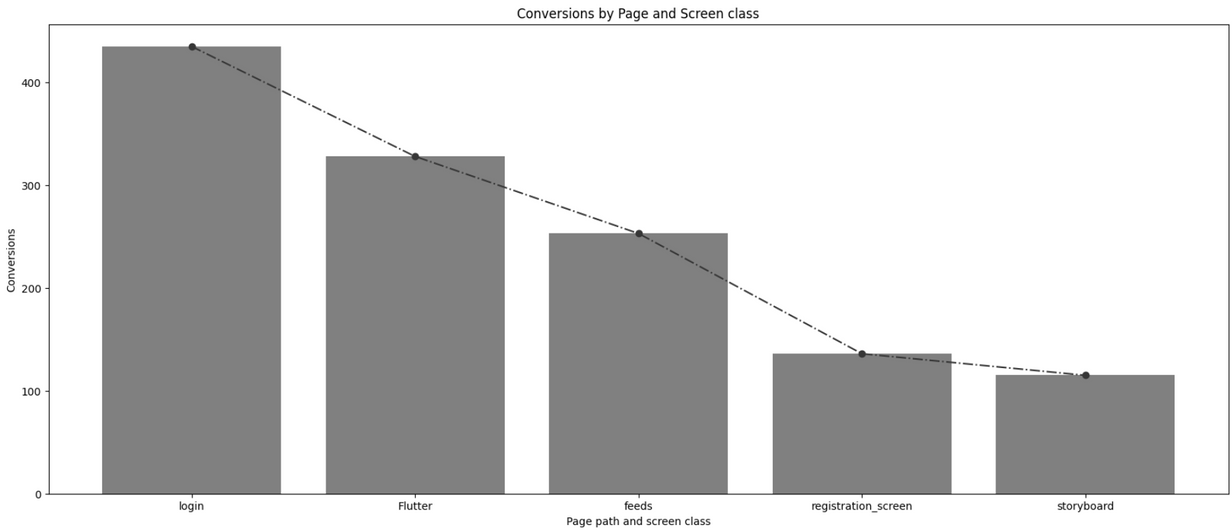 Conversions by Page and Screen class
Conversions
400
300
200
100
0
login
Flutter
feeds
registration_screen
storyboard
Page path and screen class